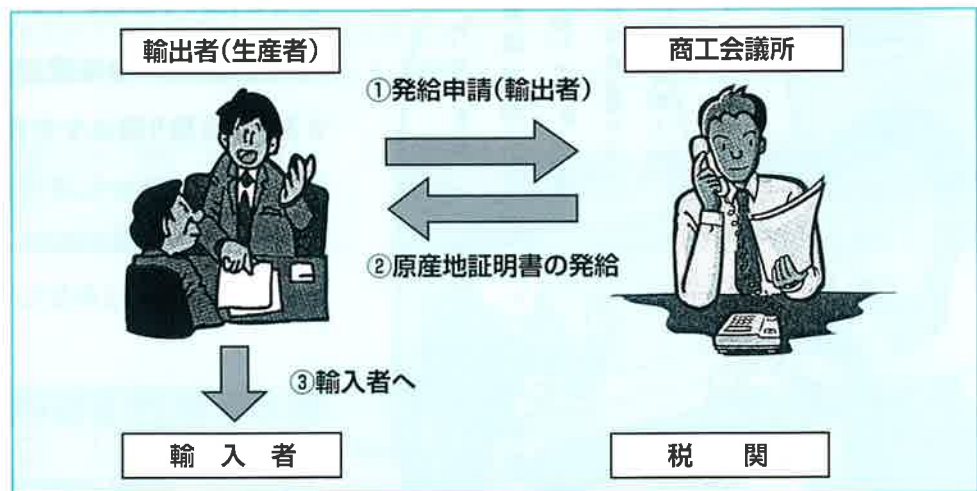 輸出者(生産者)
商工会議所
①発給申請(輸出者)
②原産地証明書の発給
③輸入者へ
輸 入 者
税 関